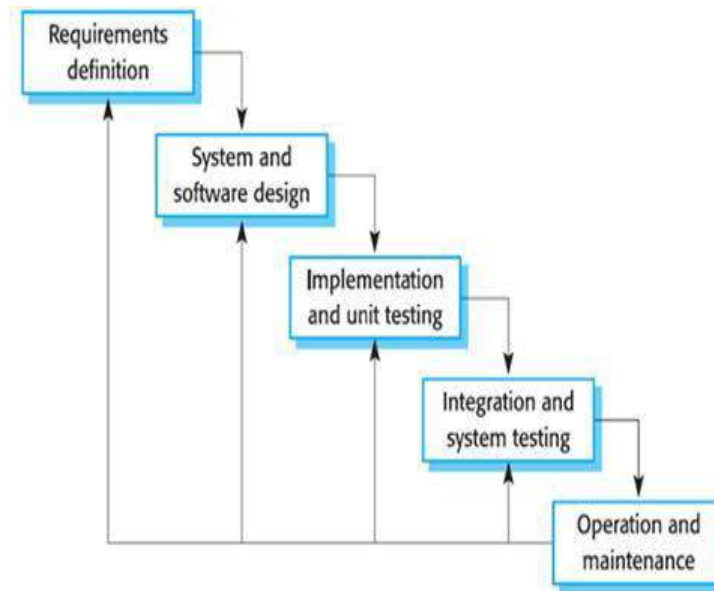 Requirements
definition
System and
software design
Implementation
and unit testing
Integration and
system testing
Operation and
maintenance